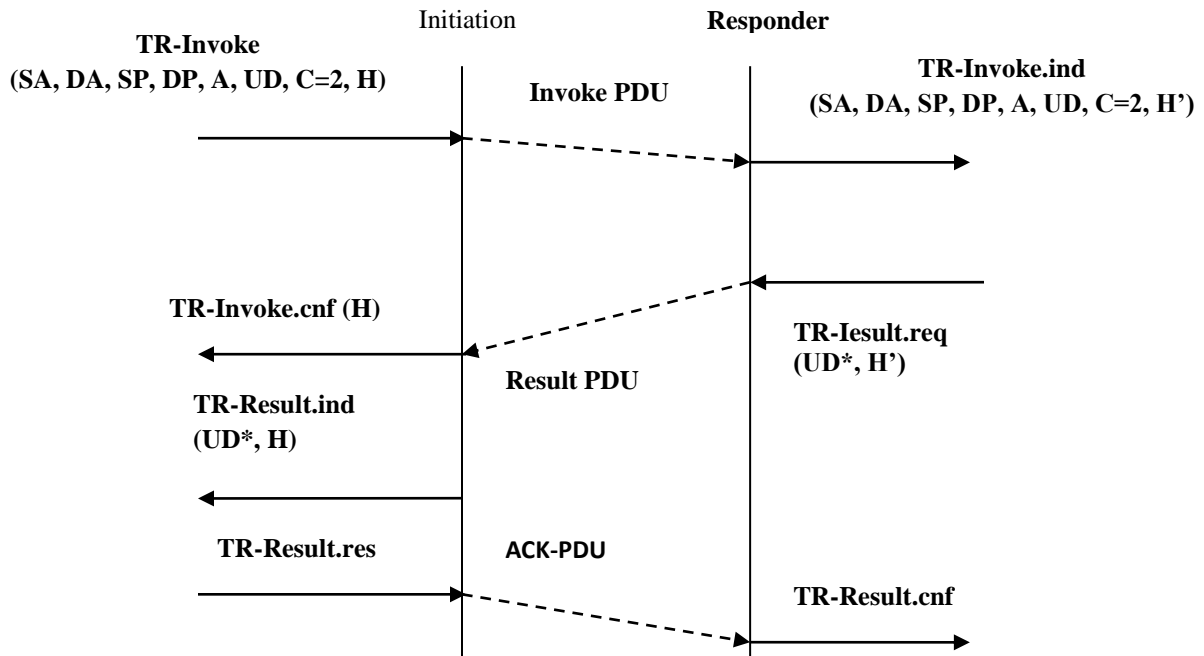 Initiation
Responder
TR-Invoke
(SA, DA, SP, DP, A, UD, C=2, H)
Invoke PDU
TR-Invoke.ind
(SA, DA, SP, DP, A, UD, C=2, H’)
TR-Invoke.cnf (H)
TR-Iesult.req
(UD*, H’)
Result PDU
TR-Result.ind
(UD*, H)
TR-Result.res
ACK-PDU
TR-Result.cnf